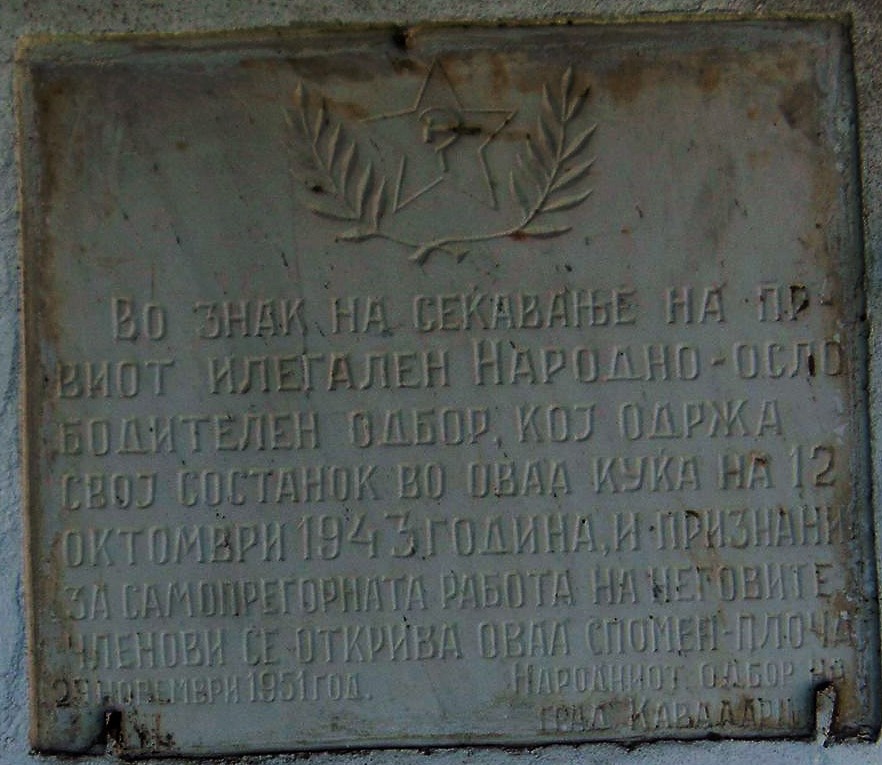 Во знак на сеќавање на пр-
виот илегален Народно-осло
бодителен одбор, кој одржа
свој состанок во оваа куќа на 12
октомври 1943 година, и признани
за самопрегорната работа на неговите
членови се открива оваа спомен-плоча
29 ноември 1951 год. Народниот одбор на
град Кавадарци